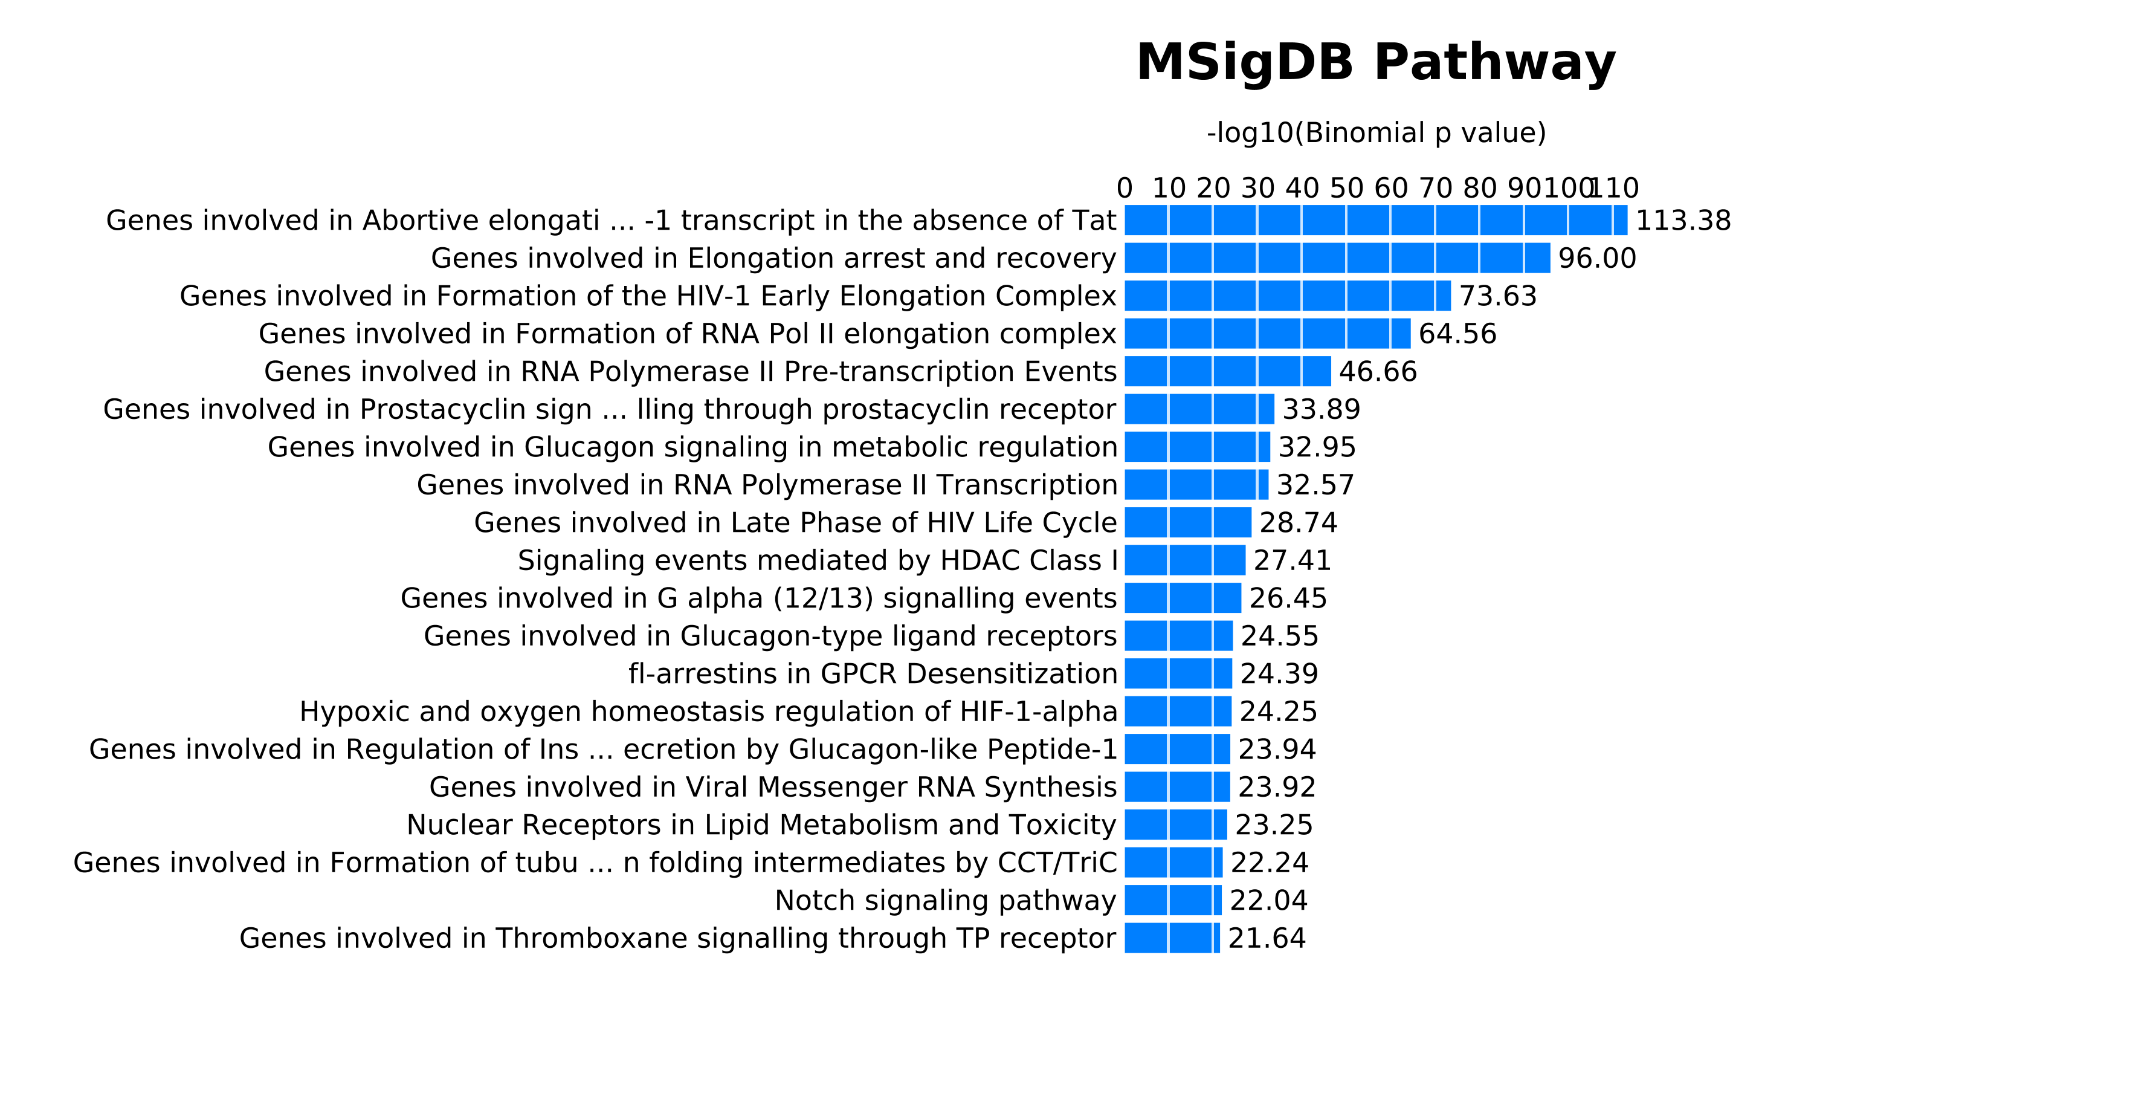 MSigDB Pathway
-log10(Binomial p value)
0 10 20 30 40 50 60 70 80 90 100 110
Genes involved in Abortive elongati ... -1 transcript in the absence of Tat 113.38
Genes involved in Elongation arrest and recovery 96.00
Genes involved in Formation of the HIV-1 Early Elongation Complex 73.63
Genes involved in Formation of RNA Pol II elongation complex 64.56
Genes involved in RNA Polymerase II Pre-transcription Events 46.66
Genes involved in Prostacyclin sign ... lling through prostacyclin receptor 33.89
Genes involved in Glucagon signaling in metabolic regulation 32.95
Genes involved in RNA Polymerase II Transcription 32.57
Genes involved in Late Phase of HIV Life Cycle 28.74
Signaling events mediated by HDAC Class I 27.41
Genes involved in G alpha (12/13) signalling events 26.45
Genes involved in Glucagon-type ligand receptors 24.55
fl-arrestins in GPCR Desensitization 24.39
Hypoxic and oxygen homeostasis regulation of HIF-1-alpha 24.25
Genes involved in Regulation of Ins ... ecretion by Glucagon-like Peptide-1 23.94
Genes involved in Viral Messenger RNA Synthesis 23.92
Nuclear Receptors in Lipid Metabolism and Toxicity 23.25
Genes involved in Formation of tubu ... n folding intermediates by CCT/TriC 22.24
Notch signaling pathway 22.04
Genes involved in Thromboxane signalling through TP receptor 21.64